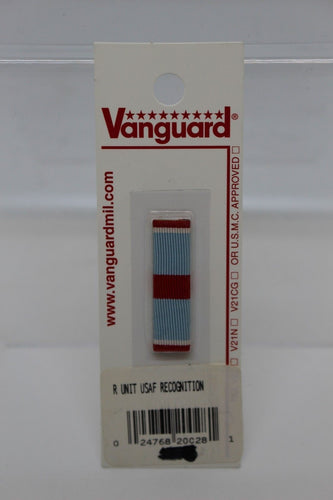 Vanguard®
www.vanguardmil.com
V21N □ V21CG □ OR U.S.M.C. APPROVED □
R UNIT USAF RECOGNITION
0 24768 20028 1